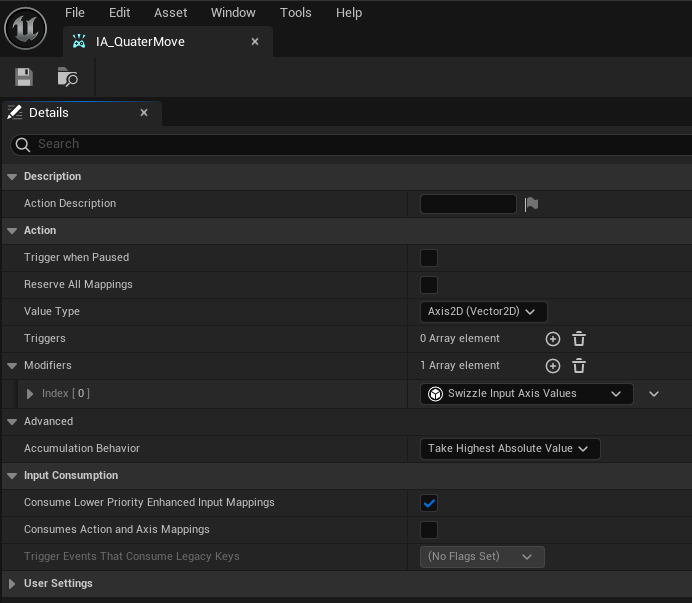 File Edit Asset Window Tools Help
IA_QuaterMove
Details
Search
Description
Action Description
Action
Trigger when Paused
Reserve All Mappings
Value Type Axis2D (Vector2D)
Triggers 0 Array element
Modifiers 1 Array element
Index [ 0 ] Swizzle Input Axis Values
Advanced
Accumulation Behavior Take Highest Absolute Value
Input Consumption
Consume Lower Priority Enhanced Input Mappings
Consumes Action and Axis Mappings
Trigger Events That Consume Legacy Keys (No Flags Set)
User Settings